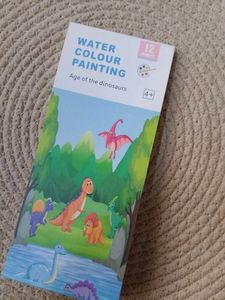 WATER
COLOUR
PAINTING
Age of the dinosaurs
12
4+